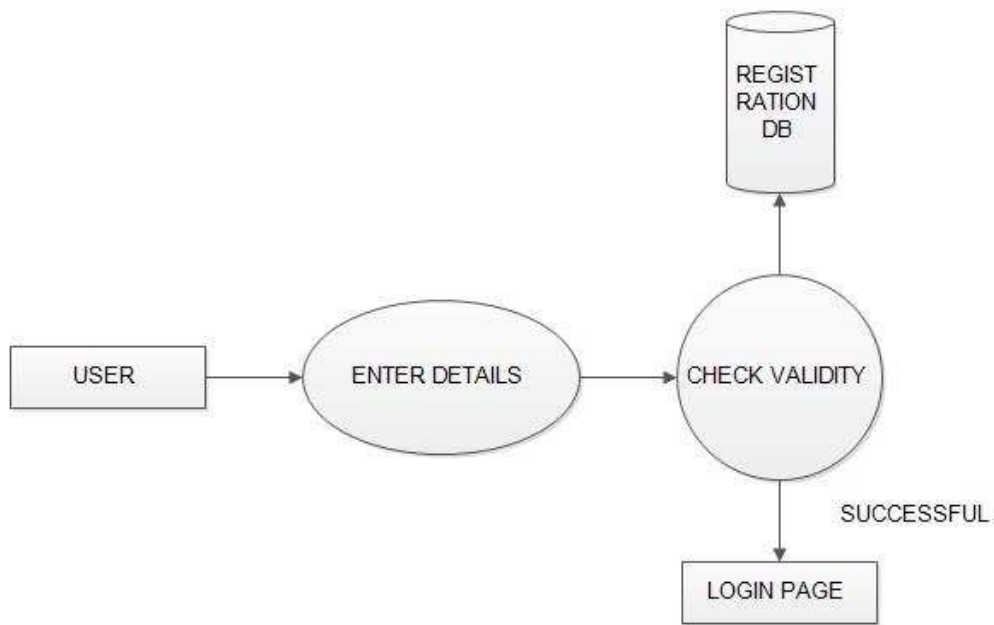 REGIST
RATION
DB
USER
ENTER DETAILS
CHECK VALIDITY
SUCCESSFUL
LOGIN PAGE